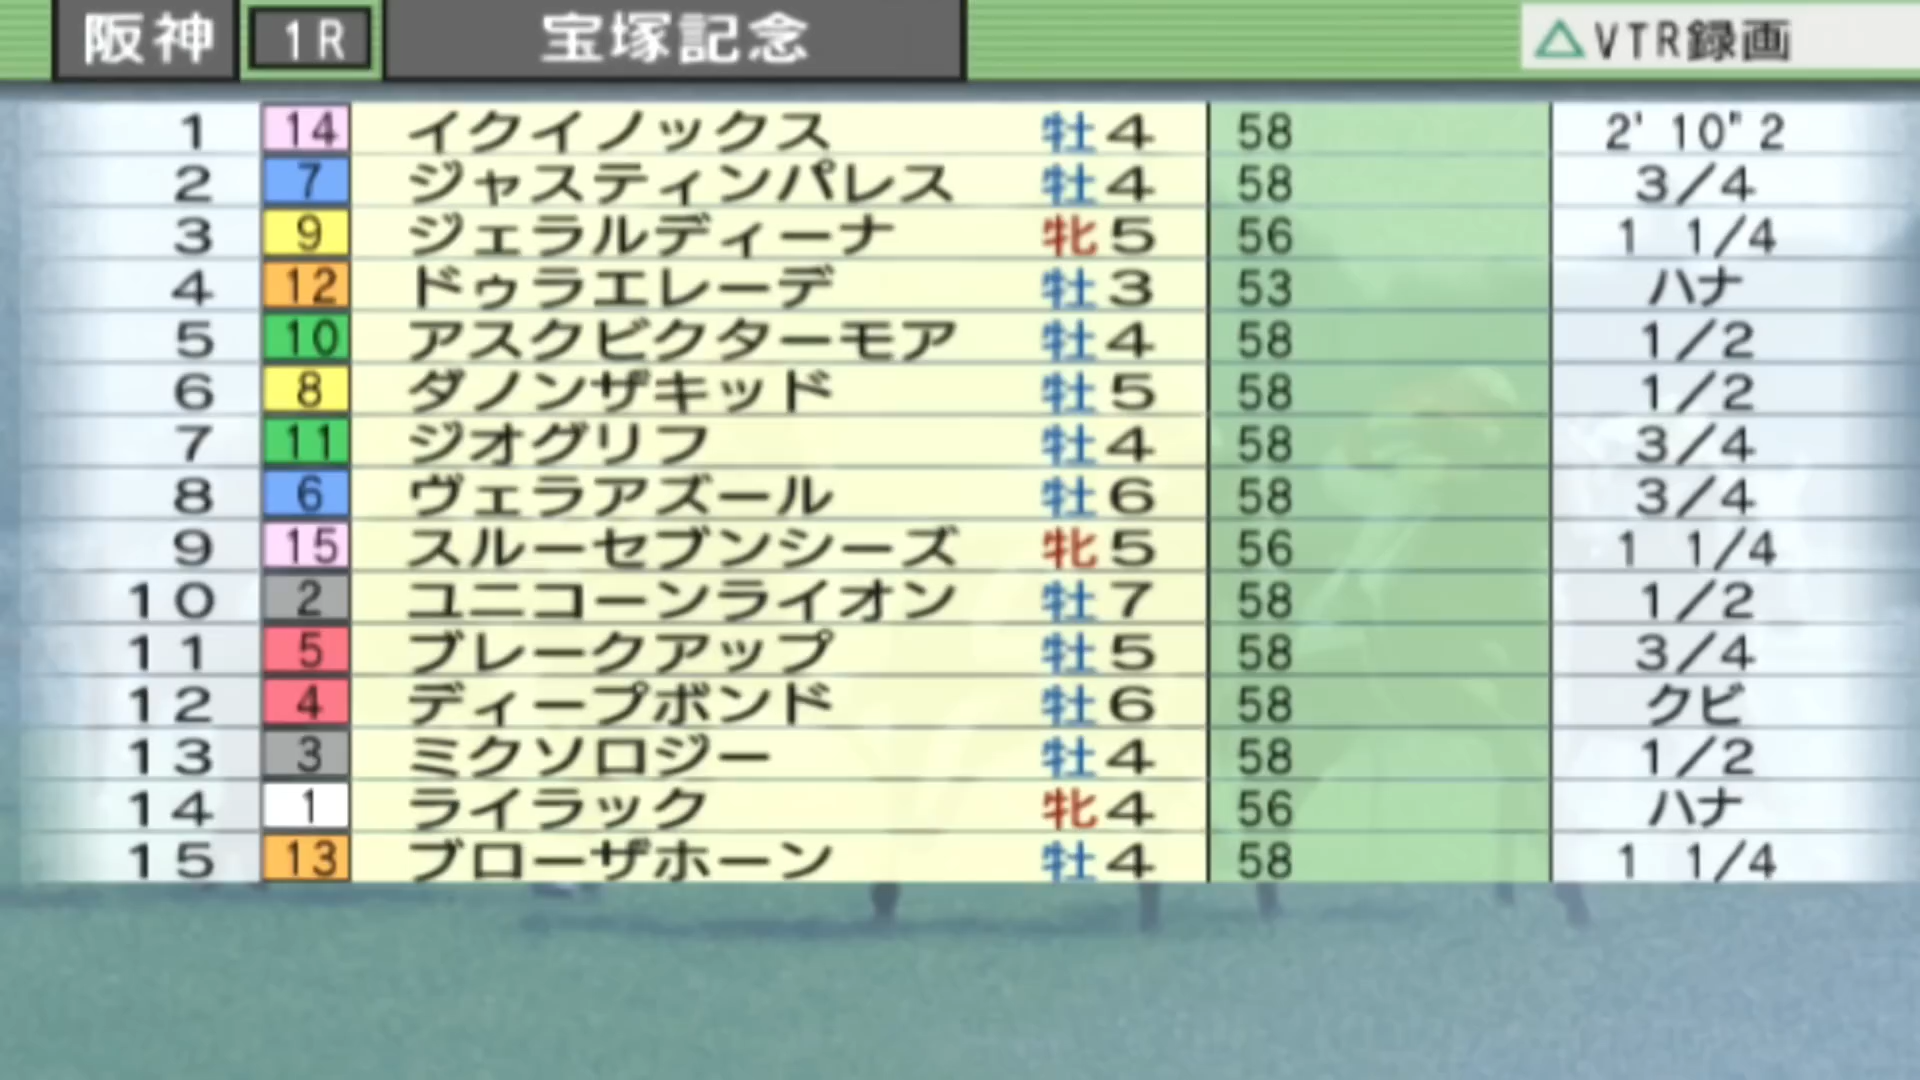 阪神 1R 宝塚記念 △VTR録画
1 14 イクイノックス 牡4 58 2' 10" 2
2 7 ジャスティンパレス 牡4 58 3/4
3 9 ジェラルディーナ 牝5 56 1 1/4
4 12 ドゥラエレーデ 牡3 53 ハナ
5 10 アスクビクターモア 牡4 58 1/2
6 8 ダノンザキッド 牡5 58 1/2
7 11 ジオグリフ 牡4 58 3/4
8 6 ヴェラアズール 牡6 58 3/4
9 15 スルーセブンシーズ 牝5 56 1 1/4
10 2 ユニコーンライオン 牡7 58 1/2
11 5 ブレークアップ 牡5 58 3/4
12 4 ディープボンド 牡6 58 クビ
13 3 ミクソロジー 牡4 58 1/2
14 1 ライラック 牝4 56 ハナ
15 13 ブローザホーン 牡4 58 1 1/4